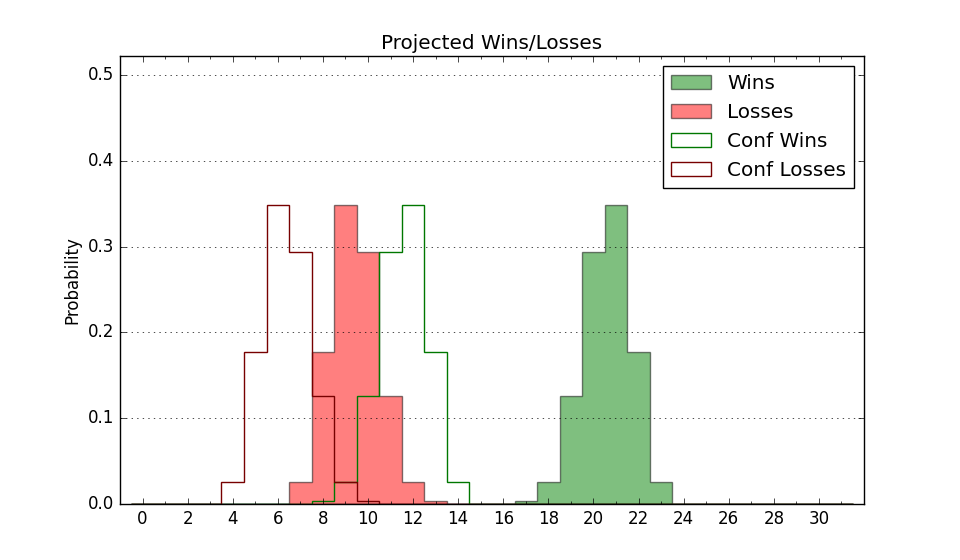 Projected Wins/Losses
0.5
0.4
0.3
0.2
0.1
0.0
Probability
Wins
Losses
Conf Wins
Conf Losses
0 2 4 6 8 10 12 14 16 18 20 22 24 26 28 30